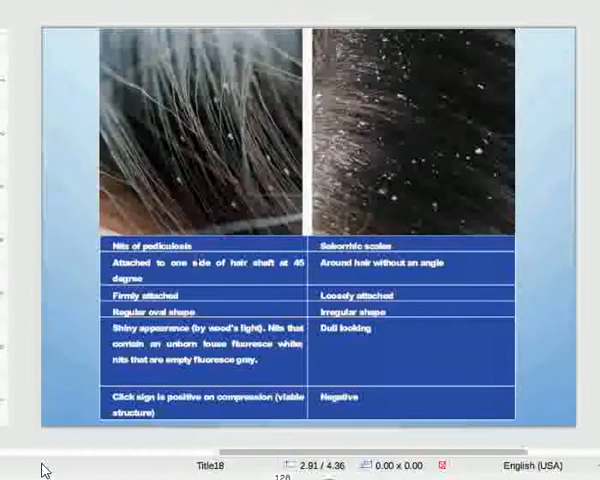 Nits of pediculosis
Seborrhic scales
Attached to one side of hair shaft at 45
degree
Around hair without an angle
Firmly attached
Loosely attached
Regular oval shape
Irregular shape
Shiny appearance (by wood's light). Nits that
contain an unborn louse fluoresce white;
nits that are empty fluoresce gray.
Dull looking
Click sign is positive on compression (viable
structure)
Negative
Title18
2.91 / 4.36
0.00 x 0.00
English (USA)